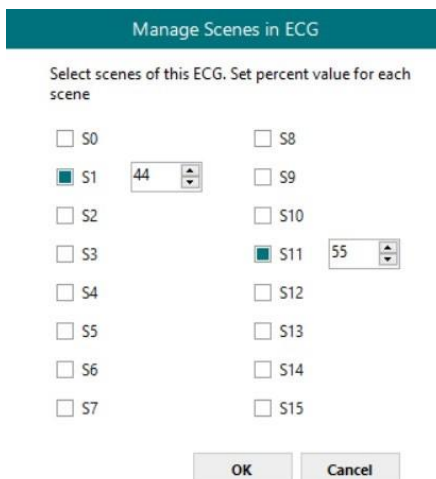 Manage Scenes in ECG
Select scenes of this ECG. Set percent value for each
scene
S0
S1 44
S2
S3
S4
S5
S6
S7
S8
S9
S10
S11 55
S12
S13
S14
S15
OK Cancel